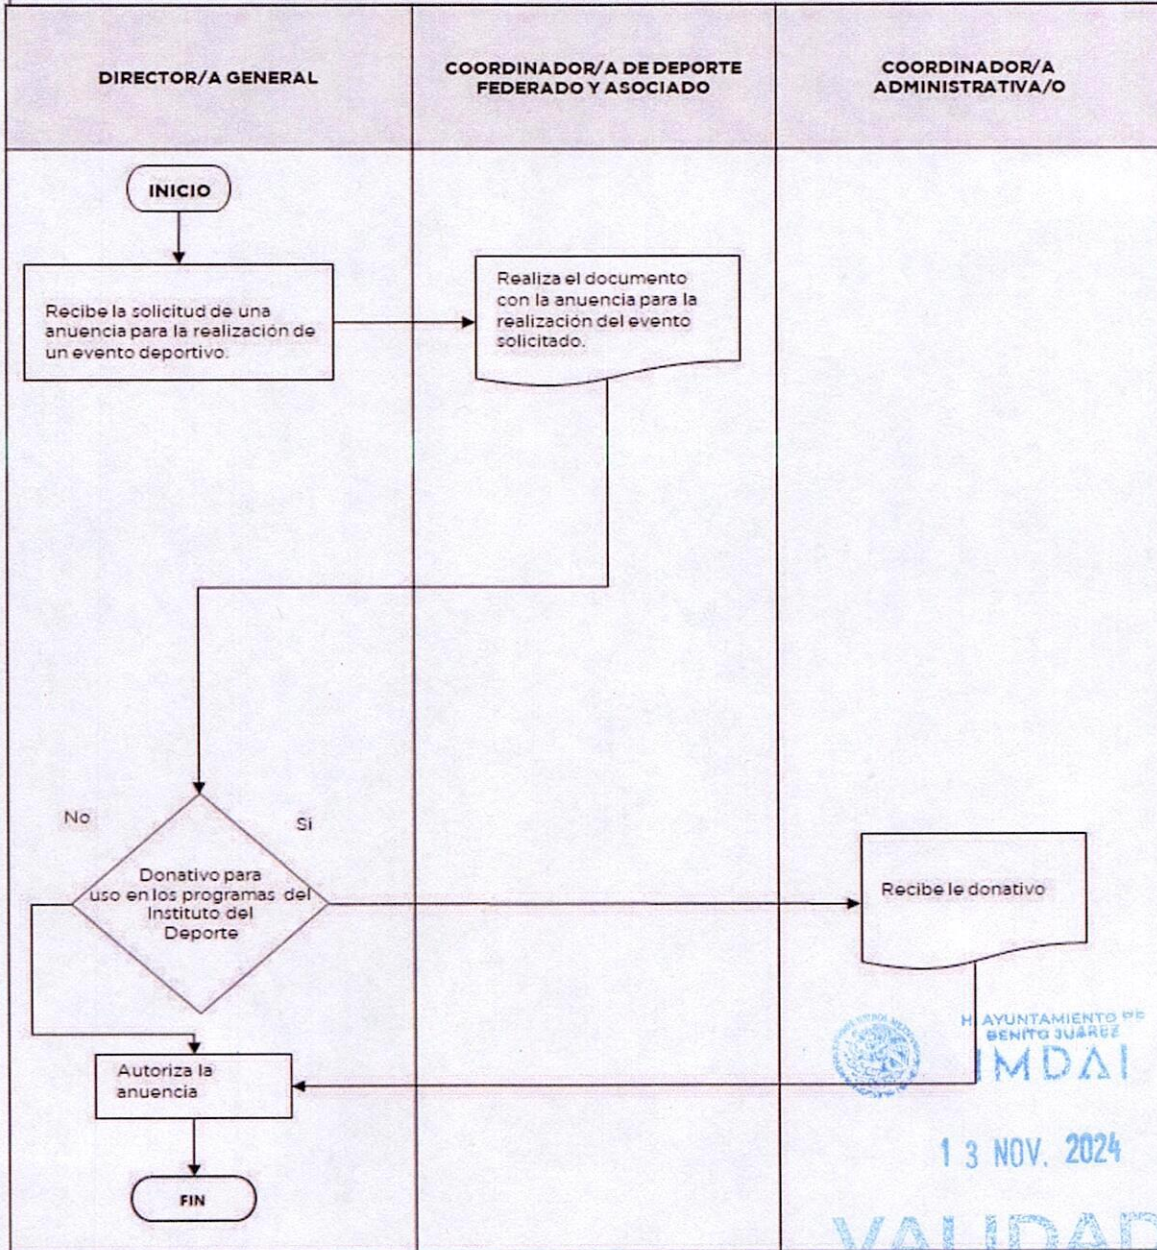 DIRECTOR/A GENERAL
COORDINADOR/A DE DEPORTE
FEDERADO Y ASOCIADO
COORDINADOR/A
ADMINISTRATIVA/O
INICIO
Recibe la solicitud de una
anuencia para la realización de
un evento deportivo.
Realiza el documento
con la anuencia para la
realización del evento
solicitado.
No
Sí
Donativo para
uso en los programas del
Instituto del
Deporte
Recibe le donativo
Autoriza la
anuencia
FIN
H. AYUNTAMIENTO DE
BENITO JUÁREZ
IMDAI
13 NOV. 2024
VALIDAD